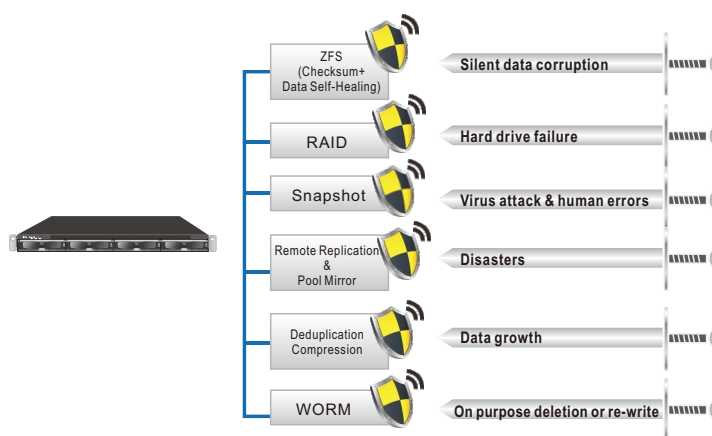 ZFS
(Checksum+
Data Self-Healing)
Silent data corruption
RAID
Hard drive failure
Snapshot
Virus attack & human errors
Remote Replication
&
Pool Mirror
Disasters
Deduplication
Compression
Data growth
WORM
On purpose deletion or re-write